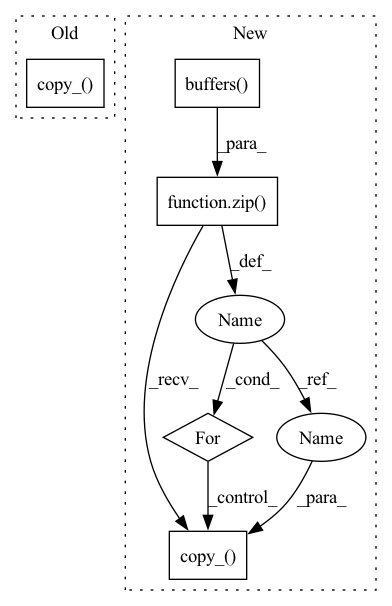 Old
New
copy_()
buffers()
_para_
function.zip()
_def_
Name
_recv_
_cond_
_ref_
For
Name
_control_
_para_
copy_()